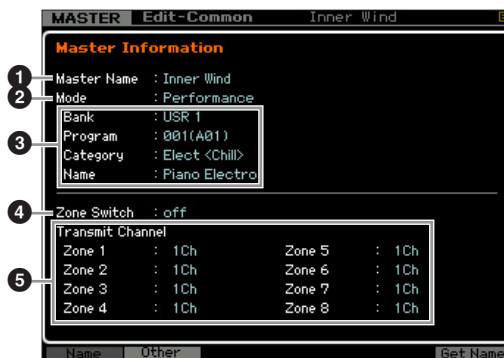 MASTER Edit-Common Inner Wind
Master Information
1 Master Name : Inner Wind
2 Mode : Performance
3 Bank : USR 1
Program : 001(A01)
Category : Elect <Chill>
Name : Piano Electro
4 Zone Switch : off
5 Transmit Channel
Zone 1 : 1Ch Zone 5 : 1Ch
Zone 2 : 1Ch Zone 6 : 1Ch
Zone 3 : 1Ch Zone 7 : 1Ch
Zone 4 : 1Ch Zone 8 : 1Ch
Name Other Get Name